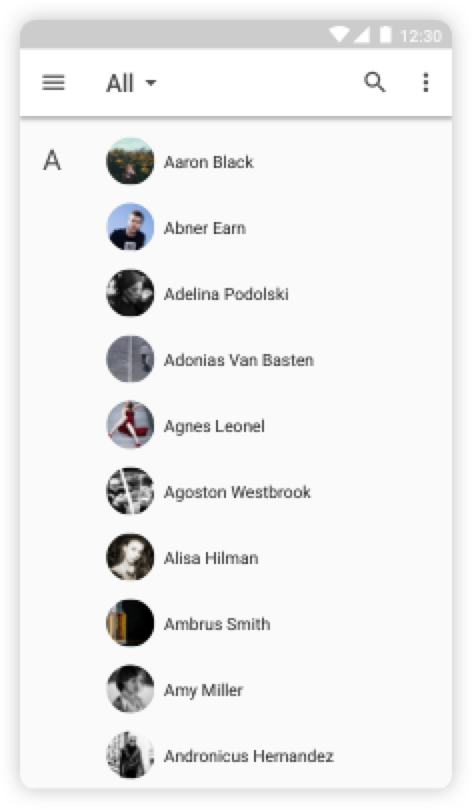 12:30
All
A
Aaron Black
Abner Earn
Adelina Podolski
Adonias Van Basten
Agnes Leonel
Agoston Westbrook
Alisa Hilman
Ambrus Smith
Amy Miller
Andronicus Hernandez